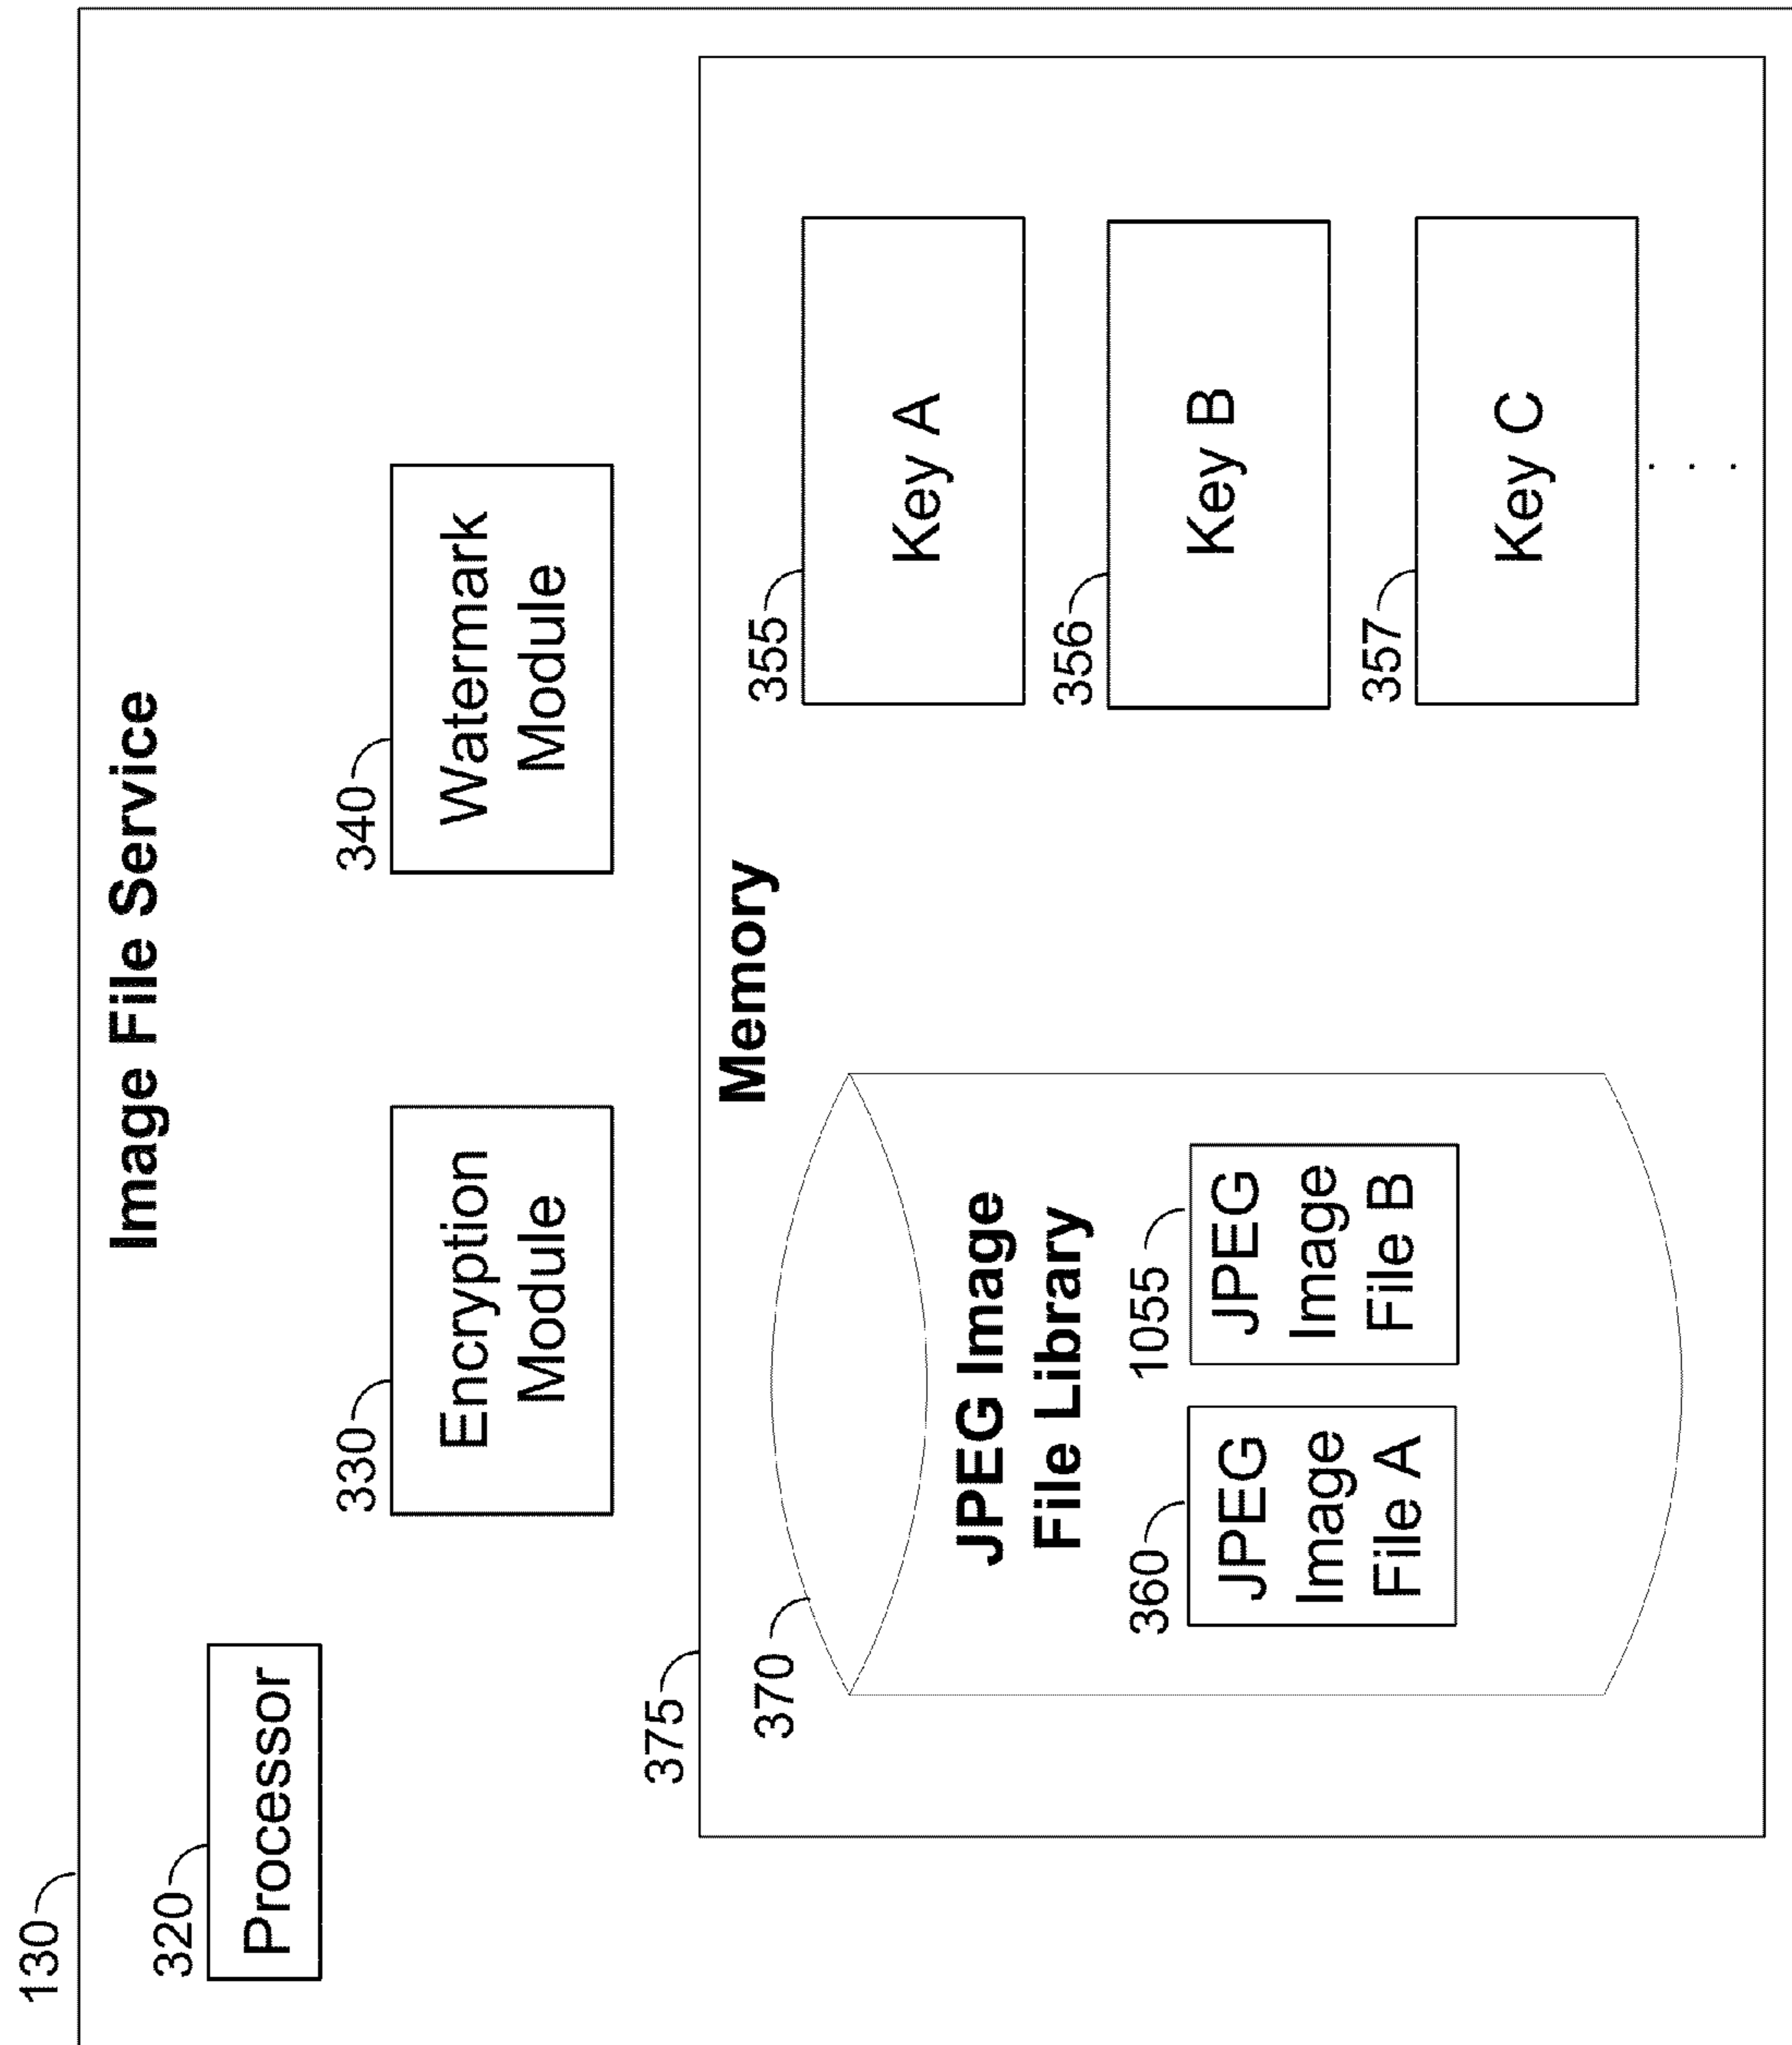 130
Image File Service
320
Processor
330
Encryption
Module
340
Watermark
Module
375
Memory
370
JPEG Image
File Library
360
JPEG
Image
File A
1055
JPEG
Image
File B
355
Key A
356
Key B
357
Key C
. . .